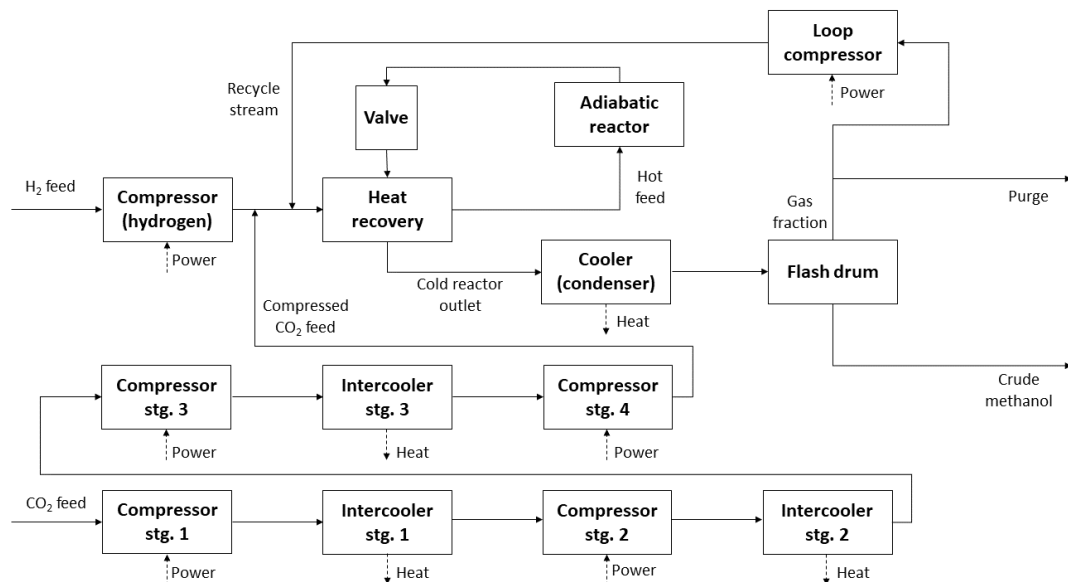 Loop
compressor
Power
Recycle
stream
Valve
Adiabatic
reactor
H₂ feed
Compressor
(hydrogen)
Power
Heat
recovery
Hot
feed
Gas
fraction
Purge
Compressed
CO₂ feed
Cold reactor
outlet
Cooler
(condenser)
Heat
Flash drum
Crude
methanol
Compressor
stg. 3
Power
Intercooler
stg. 3
Heat
Compressor
stg. 4
Power
CO₂ feed
Compressor
stg. 1
Power
Intercooler
stg. 1
Heat
Compressor
stg. 2
Power
Intercooler
stg. 2
Heat